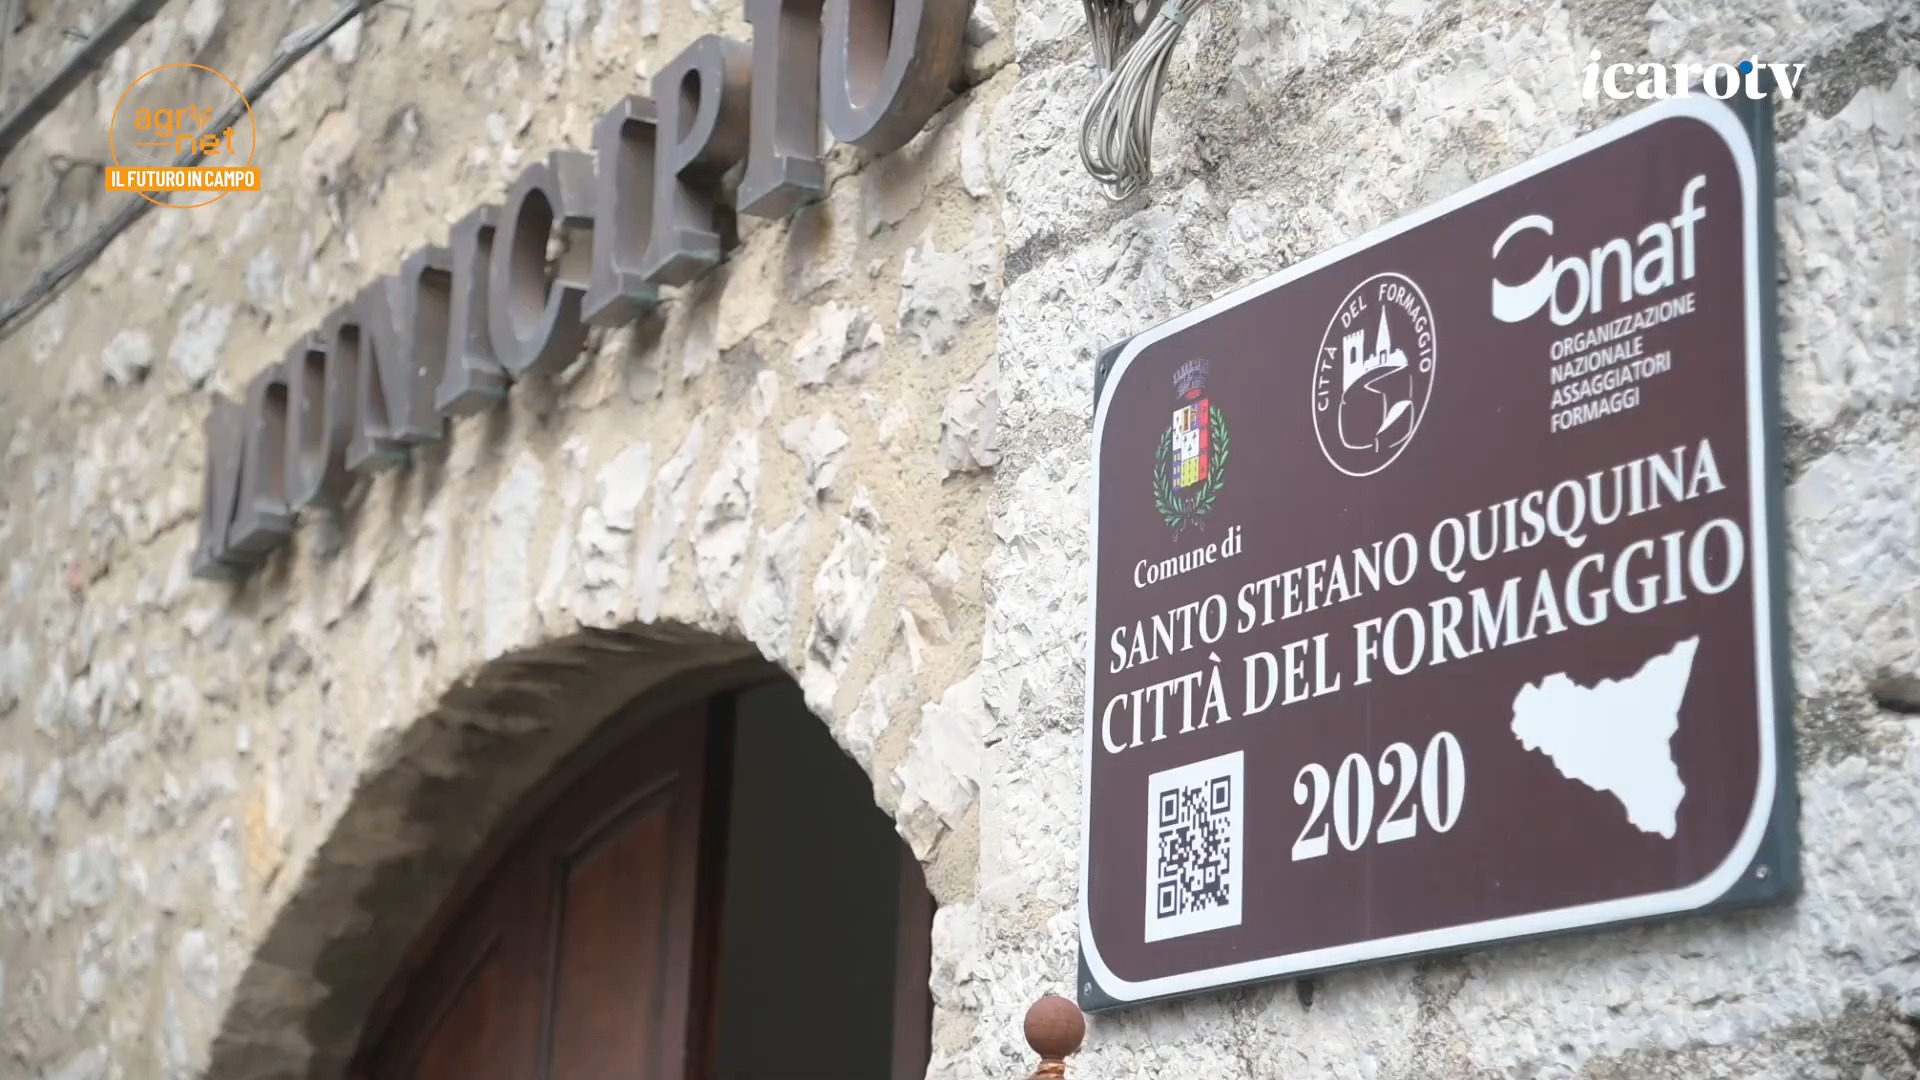 agr
net
IL FUTURO IN CAMPO
icarotv
MUNICIPIO
CITTÀ DEL FORMAGGIO
Onaf
ORGANIZZAZIONE
NAZIONALE
ASSAGGIATORI
FORMAGGI
Comune di
SANTO STEFANO QUISQUINA
CITTÀ DEL FORMAGGIO
2020